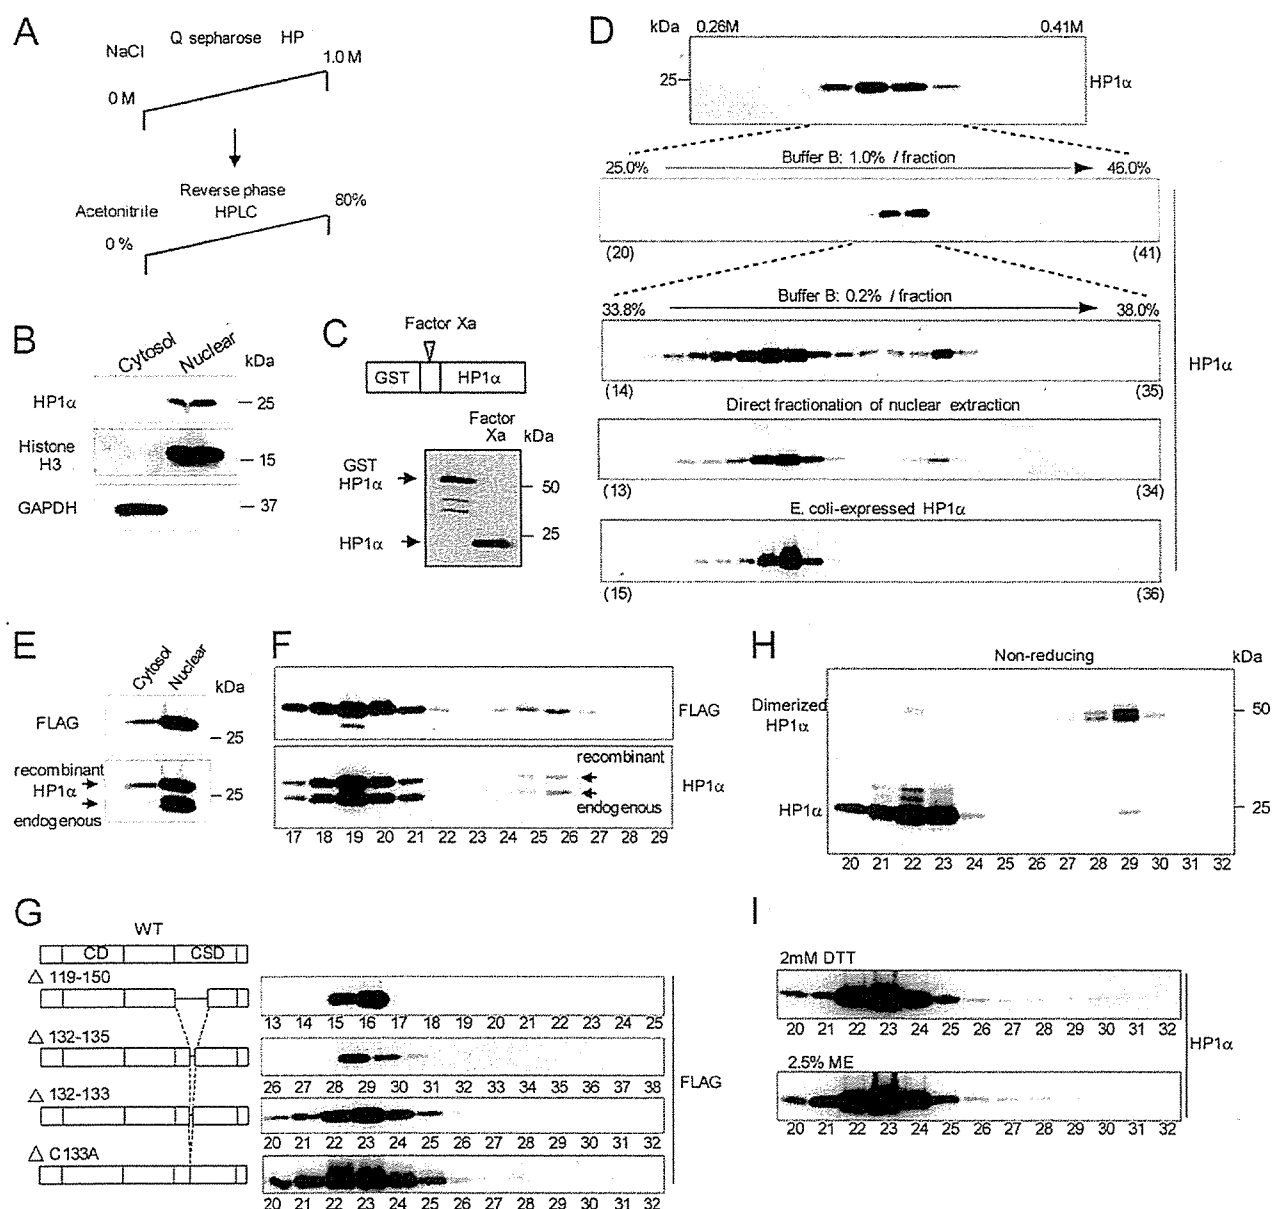 A
Q sepharose HP
NaCl
1.0 M
0 M
Reverse phase
HPLC
Acetonitrile
80%
0 %
B
Cytosol
Nuclear
kDa
HP1α
25
Histone
H3
15
GAPDH
37
C
Factor Xa
GST
HP1α
Factor
Xa
kDa
GST
HP1α
50
HP1α
25
D
kDa
0.26M
0.41M
25
HP1α
Buffer B: 1.0% / fraction
25.0%
46.0%
(20)
(41)
Buffer B: 0.2% / fraction
33.8%
38.0%
(14)
(35)
Direct fractionation of nuclear extraction
(13)
(34)
E. coli-expressed HP1α
(15)
(36)
HP1α
E
Cytosol
Nuclear
kDa
FLAG
25
recombinant
HP1α
25
endogenous
F
FLAG
recombinant
HP1α
endogenous
17 18 19 20 21 22 23 24 25 26 27 28 29
H
Non-reducing
kDa
Dimerized
HP1α
50
HP1α
25
20 21 22 23 24 25 26 27 28 29 30 31 32
G
WT
CD
CSD
△ 119-150
13 14 15 16 17 18 19 20 21 22 23 24 25
△ 132-135
26 27 28 29 30 31 32 33 34 35 36 37 38
△ 132-133
20 21 22 23 24 25 26 27 28 29 30 31 32
△ C133A
20 21 22 23 24 25 26 27 28 29 30 31 32
FLAG
I
2mM DTT
20 21 22 23 24 25 26 27 28 29 30 31 32
2.5% ME
20 21 22 23 24 25 26 27 28 29 30 31 32
HP1α